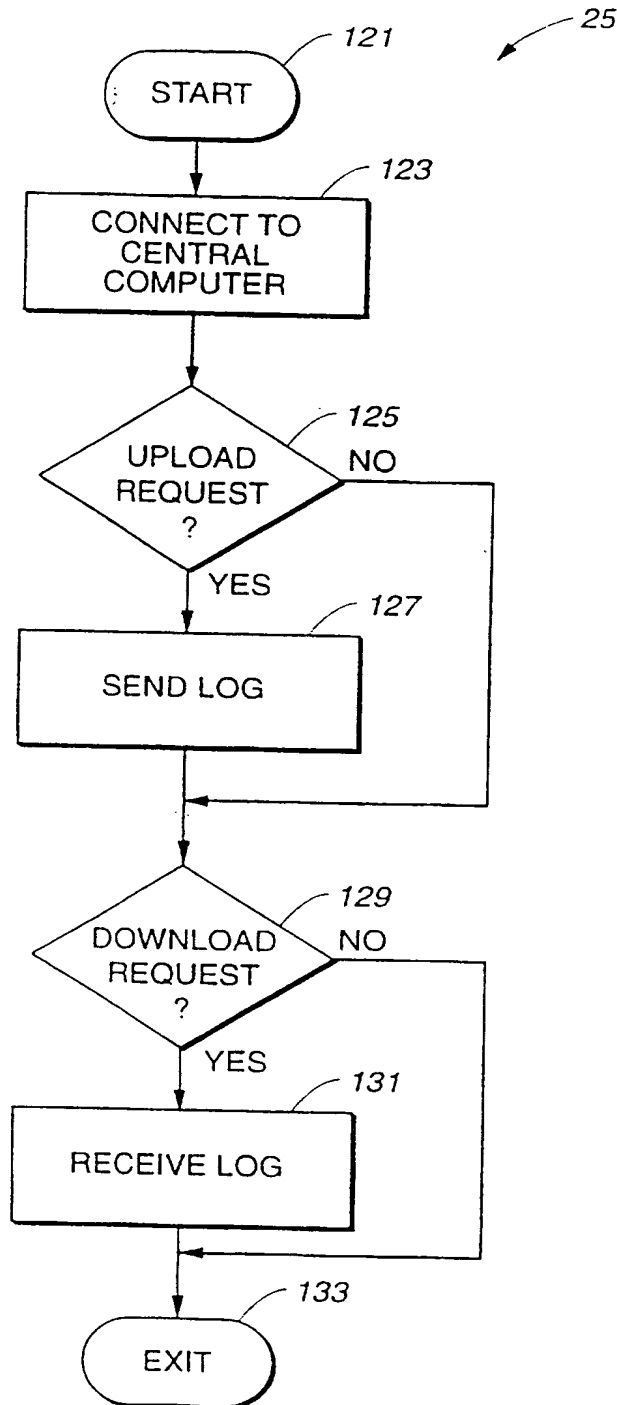 25
121
START
123
CONNECT TO
CENTRAL
COMPUTER
125
UPLOAD
REQUEST
?
NO
YES
127
SEND LOG
129
DOWNLOAD
REQUEST
?
NO
YES
131
RECEIVE LOG
133
EXIT